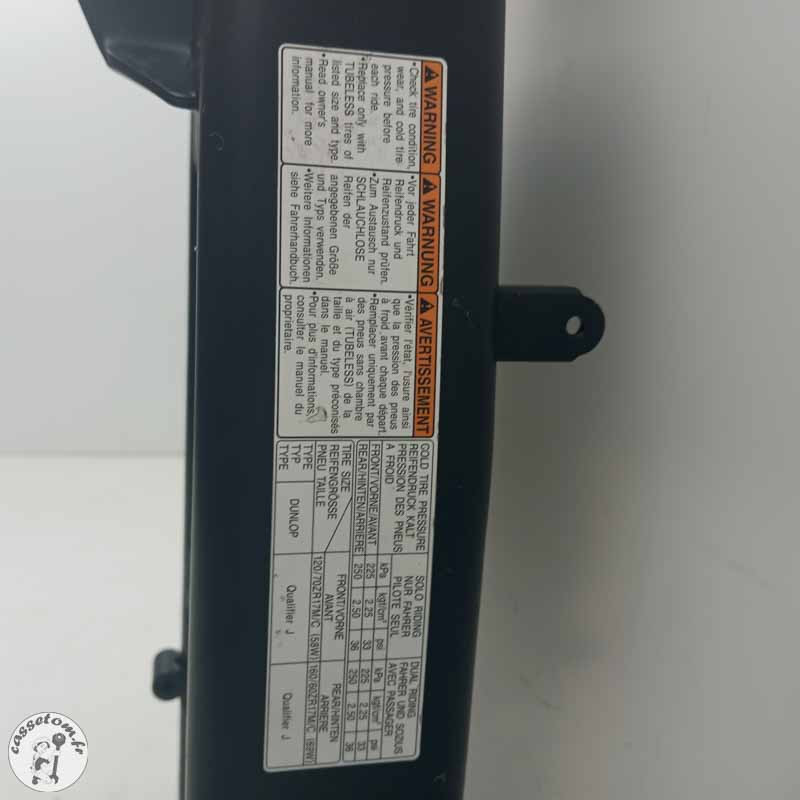 WARNING
•Check tire condition,
wear, and cold tire
pressure before
each ride.
•Replace only with
TUBELESS tires of
listed size and type.
•Read owner's
manual for more
information.
WARNUNG
•Vor jeder Fahrt
Reifendruck und
Reifenzustand prüfen.
•Zum Austausch nur
SCHLAUCHLOSE
Reifen der
angegebenen Größe
und Typs verwenden.
•Weitere Informationen
siehe Fahrerhandbuch.
AVERTISSEMENT
•Vérifier l'état, l'usure ainsi
que la pression des pneus
à froid avant chaque départ.
•Remplacer uniquement par
des pneus sans chambre
à air (TUBELESS) de la
taille et du type préconisés
dans le manuel.
•Pour plus d'informations,
consulter le manuel du
proprietaire.
COLD TIRE PRESSURE
REIFENDRUCK KALT
PRESSION DES PNEUS
A FROID
SOLO RIDING
NUR FAHRER
PILOTE SEUL
DUAL RIDING
FAHRER UND SOZIUS
AVEC PASSAGER
kPa kgf/cm² psi kPa kgf/cm² psi
FRONT/VORNE/AVANT 225 2.25 33 225 2.25 33
REAR/HINTEN/ARRIERE 250 2.50 36 250 2.50 36
TIRE SIZE
REIFENGRÖSSE
PNEU TAILLE
FRONT/VORNE
AVANT
REAR/HINTEN
ARRIERE
120/70ZR17M/C (58W) 160/60ZR17M/C (69W)
TYPE
TYP
TYPE
DUNLOP Qualifier J Qualifier J
cassetom.fr